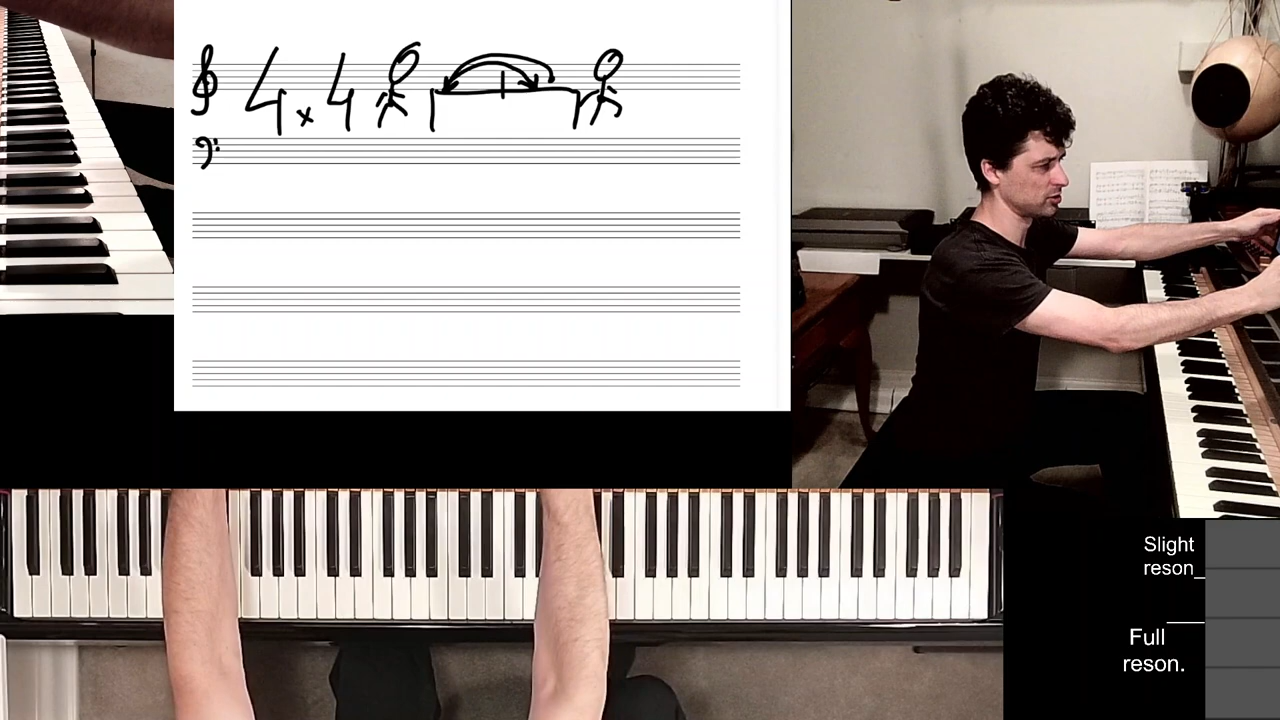 4 x 4
Slight
reson_
Full
reson.